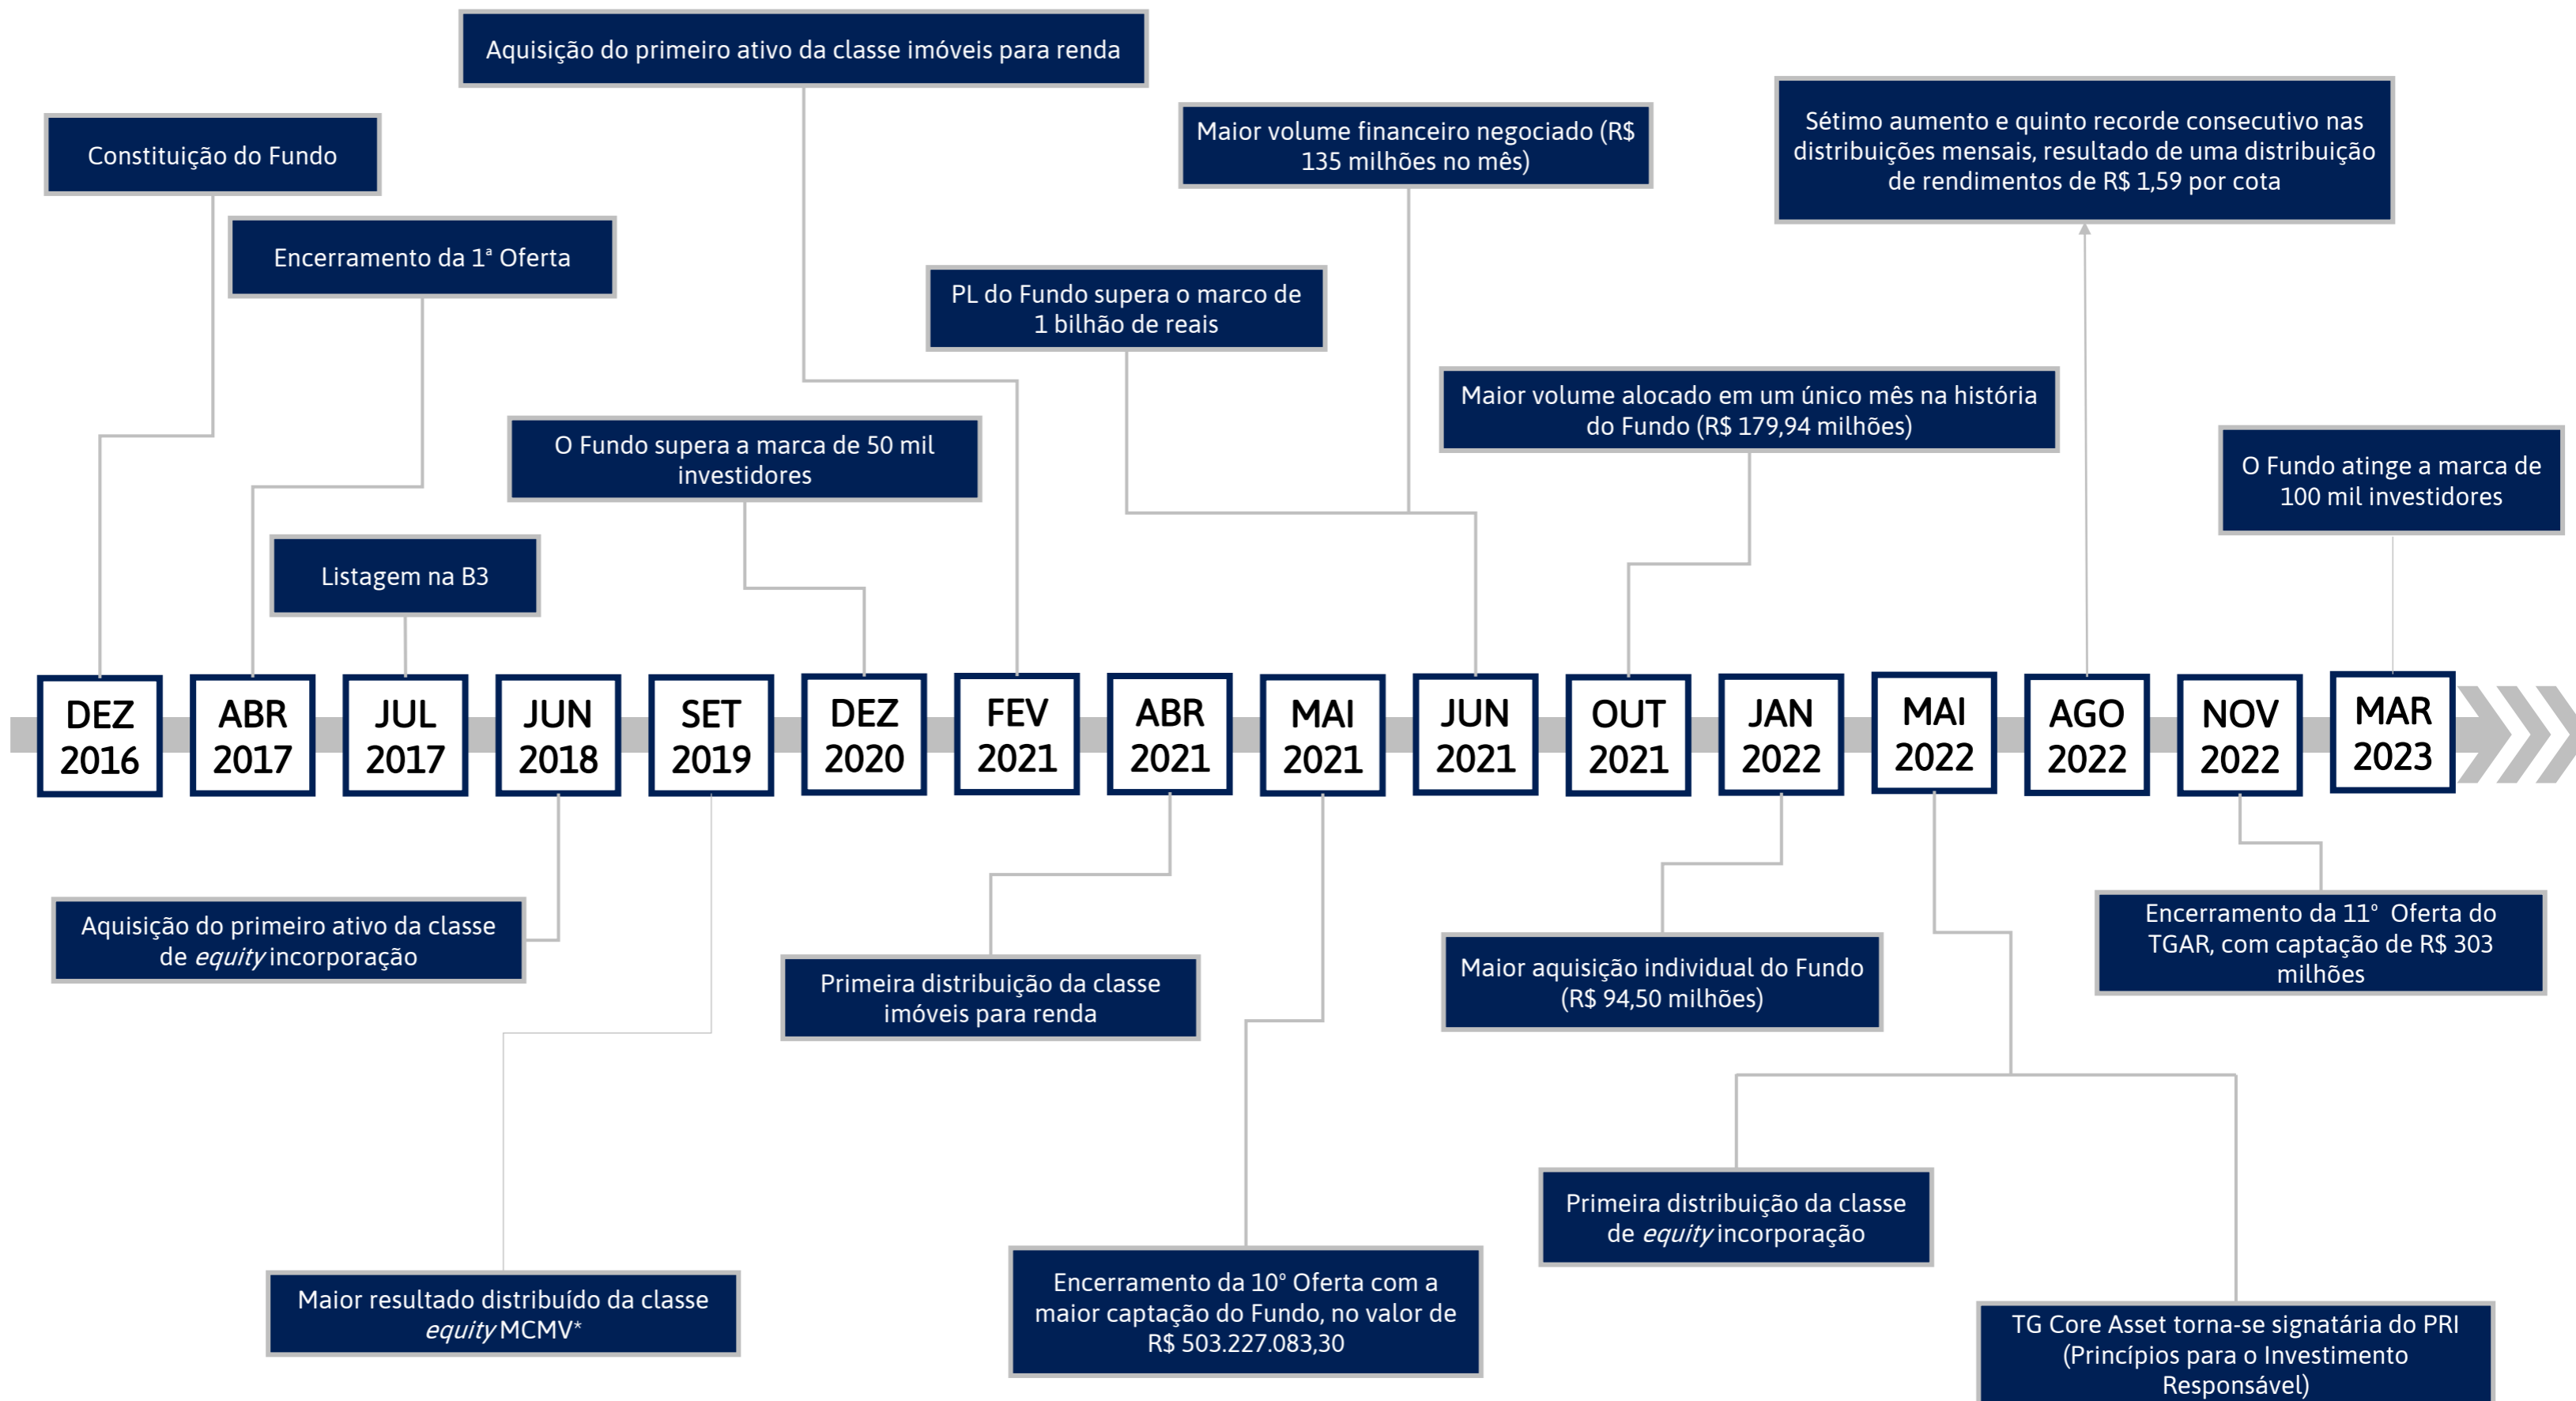 Aquisição do primeiro ativo da classe imóveis para renda
Constituição do Fundo
Maior volume financeiro negociado (R$
135 milhões no mês)
Sétimo aumento e quinto recorde consecutivo nas
distribuições mensais, resultado de uma distribuição
de rendimentos de R$ 1,59 por cota
Encerramento da 1ª Oferta
PL do Fundo supera o marco de
1 bilhão de reais
Maior volume alocado em um único mês na história
do Fundo (R$ 179,94 milhões)
O Fundo supera a marca de 50 mil
investidores
O Fundo atinge a marca de
100 mil investidores
Listagem na B3
DEZ
2016
ABR
2017
JUL
2017
JUN
2018
SET
2019
DEZ
2020
FEV
2021
ABR
2021
MAI
2021
JUN
2021
OUT
2021
JAN
2022
MAI
2022
AGO
2022
NOV
2022
MAR
2023
Aquisição do primeiro ativo da classe
de equity incorporação
Primeira distribuição da classe
imóveis para renda
Maior aquisição individual do Fundo
(R$ 94,50 milhões)
Encerramento da 11° Oferta do
TGAR, com captação de R$ 303
milhões
Primeira distribuição da classe
de equity incorporação
Maior resultado distribuído da classe
equity MCMV*
Encerramento da 10° Oferta com a
maior captação do Fundo, no valor de
R$ 503.227.083,30
TG Core Asset torna-se signatária do PRI
(Princípios para o Investimento
Responsável)